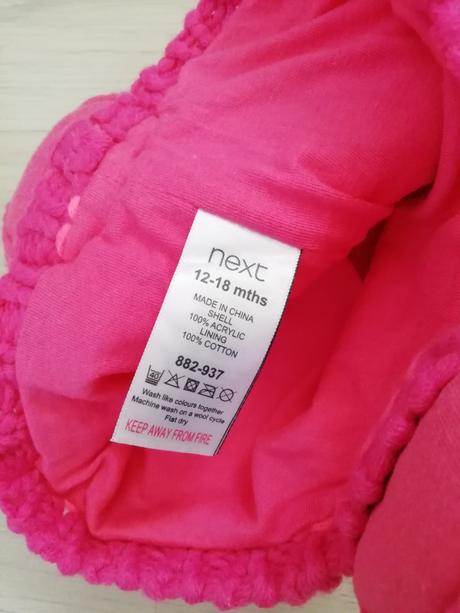 next
12-18 mths
MADE IN CHINA
SHELL
100% ACRYLIC
LINING
100% COTTON
882-937
40
Wash like colours together
Machine wash on a wool cycle
Flat dry
KEEP AWAY FROM FIRE